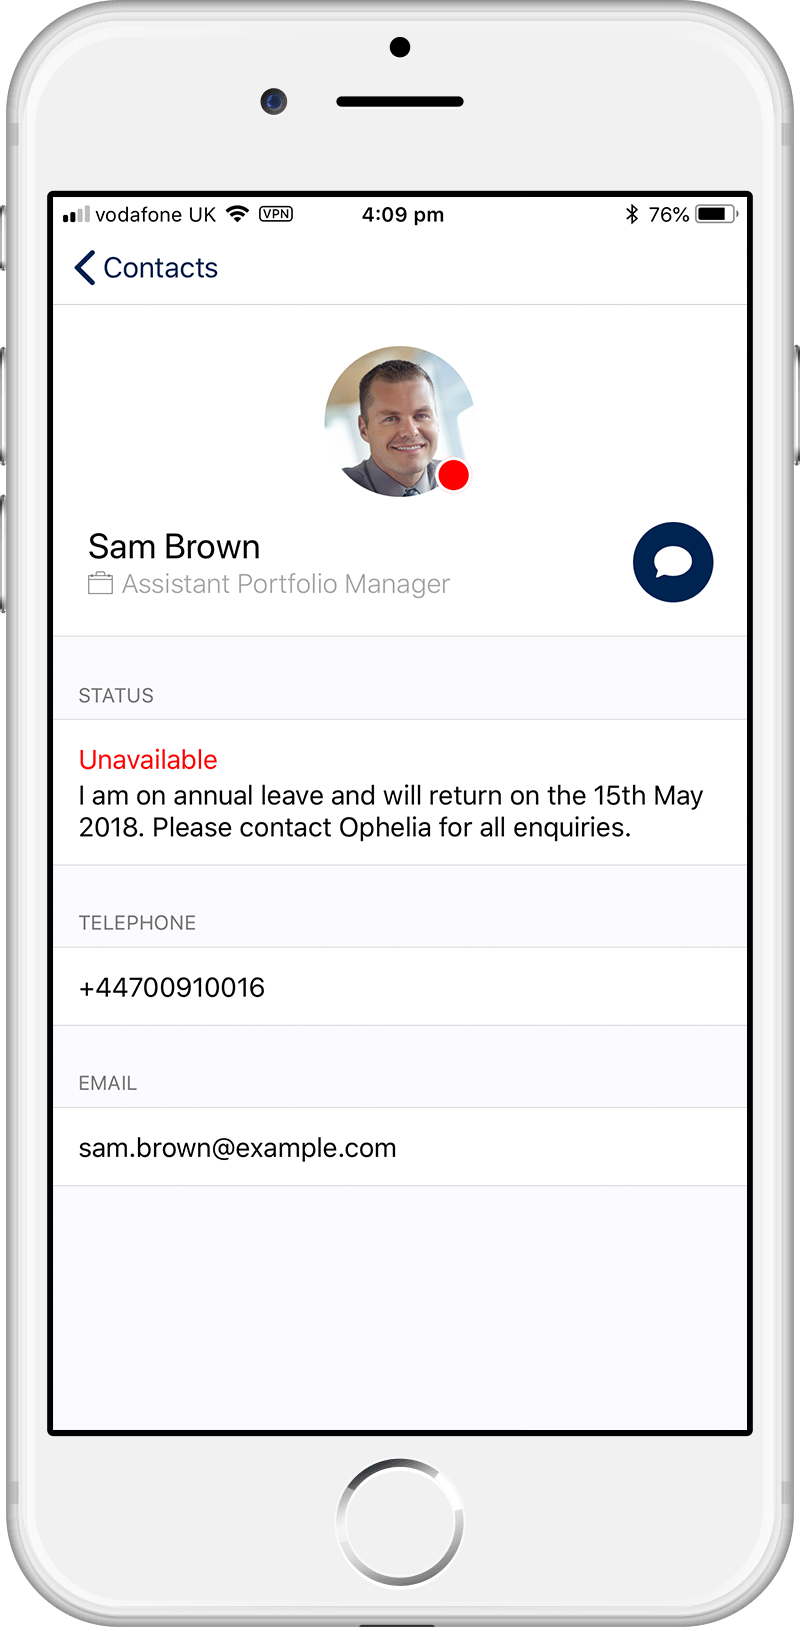 vodafone UK VPN 4:09 pm 76%
Contacts
Sam Brown
Assistant Portfolio Manager
STATUS
Unavailable
I am on annual leave and will return on the 15th May
2018. Please contact Ophelia for all enquiries.
TELEPHONE
+44700910016
EMAIL
sam.brown@example.com